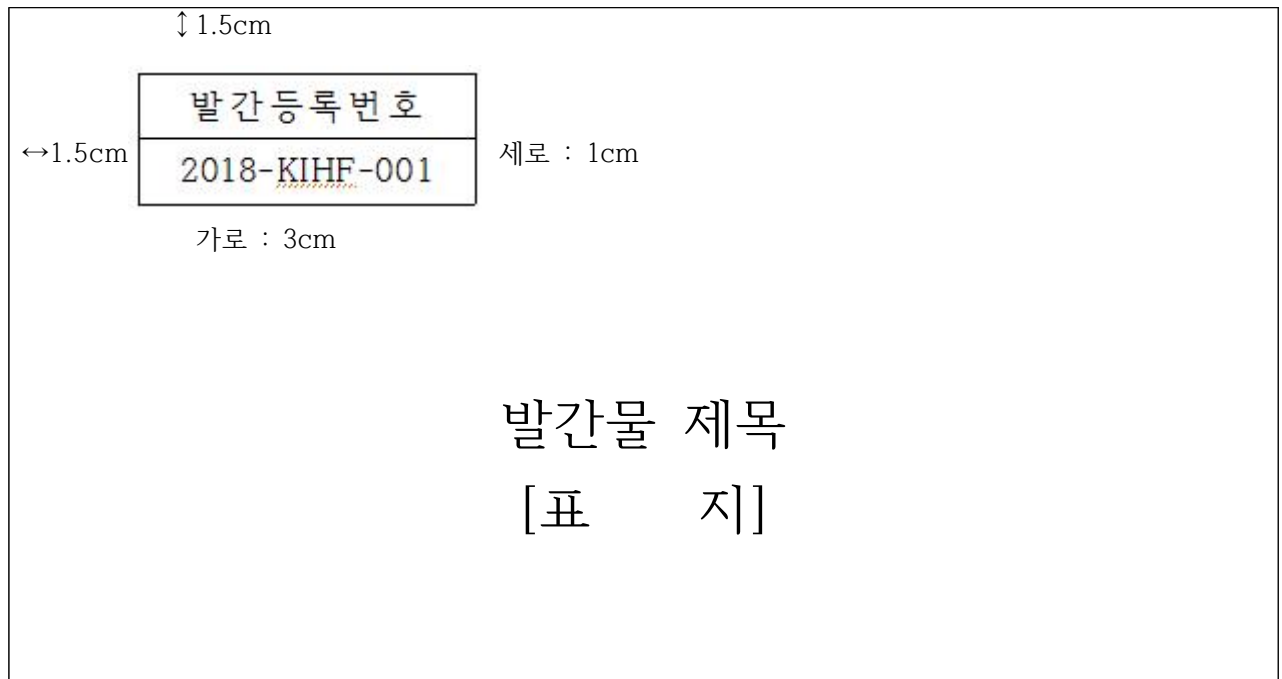 ↕1.5cm
발간등록번호
↔1.5cm
2018-KIHF-001
세로 : 1cm
가로 : 3cm
발간물 제목
[표 지]